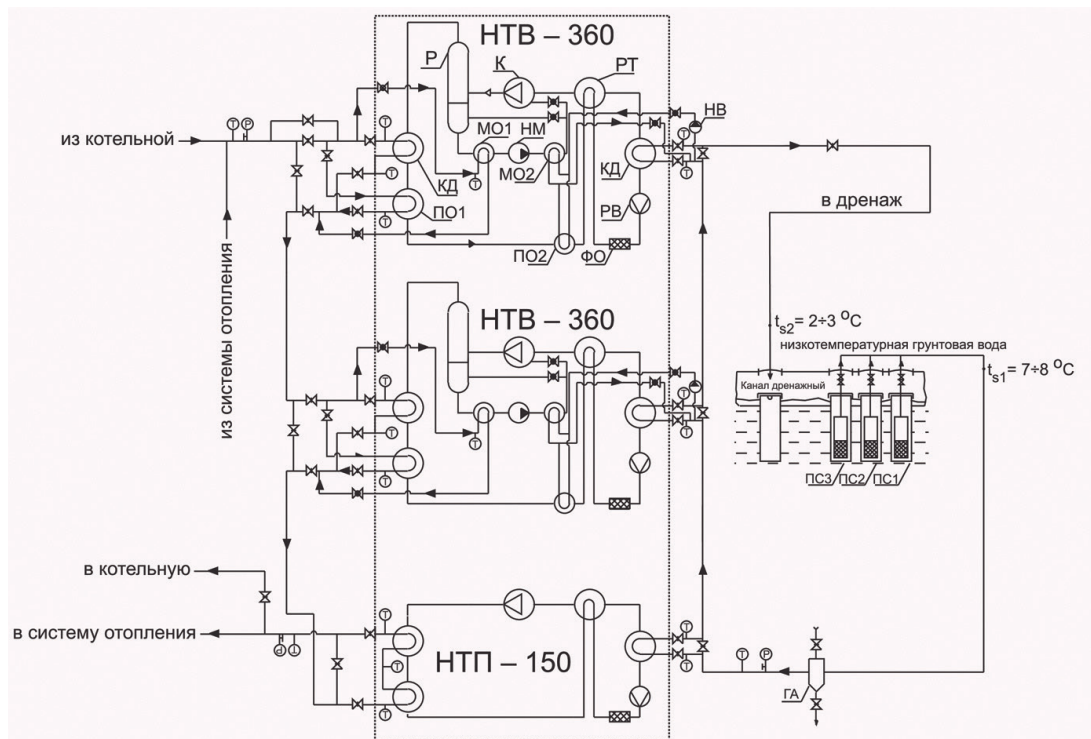 НТВ – 360
Р
К
РТ
Т
Р
из котельной
МО1
НМ
МО2
НВ
Т
Т
Т
Т
КД
КД
в дренаж
ПО1
Т
Т
РВ
ПО2
ФО
из системы отопления
ts2= 2÷3 °C
НТВ – 360
низкотемпературная грунтовая вода
ts1= 7÷8 °C
Канал дренажный
Т
Т
Т
Т
Т
Т
ПС3
ПС2
ПС1
в котельную
в систему отопления
Т
Т
Р
Т
НТП – 150
Т
Т
Т
Т
Р
ГА